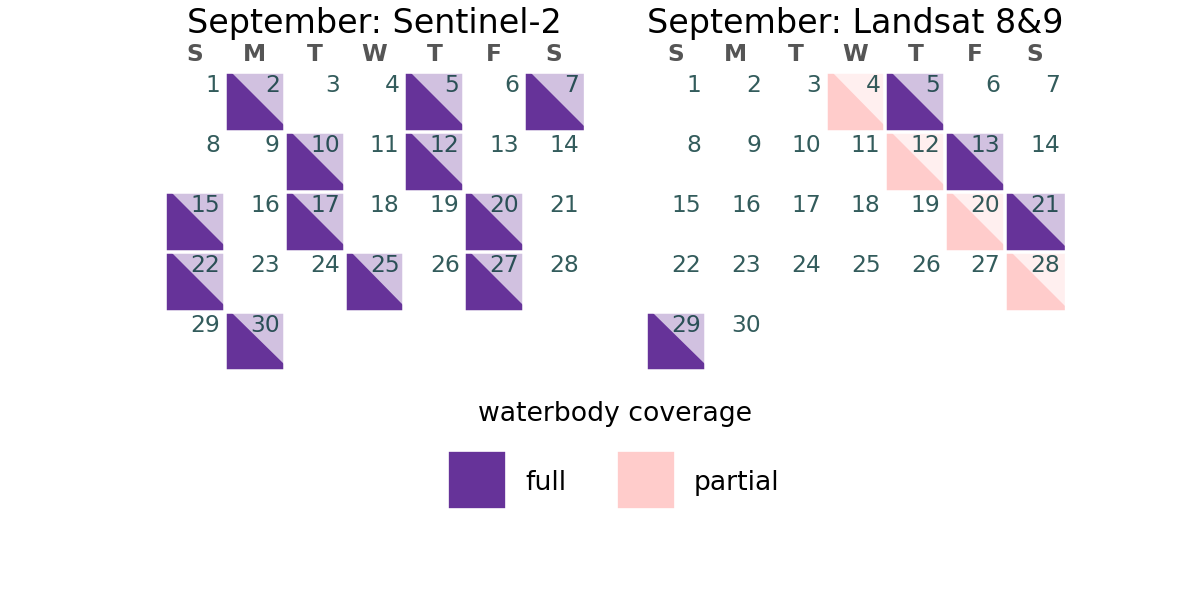 September: Sentinel-2
S M T W T F S
1 2 3 4 5 6 7
8 9 10 11 12 13 14
15 16 17 18 19 20 21
22 23 24 25 26 27 28
29 30
September: Landsat 8&9
S M T W T F S
1 2 3 4 5 6 7
8 9 10 11 12 13 14
15 16 17 18 19 20 21
22 23 24 25 26 27 28
29 30
waterbody coverage
full partial